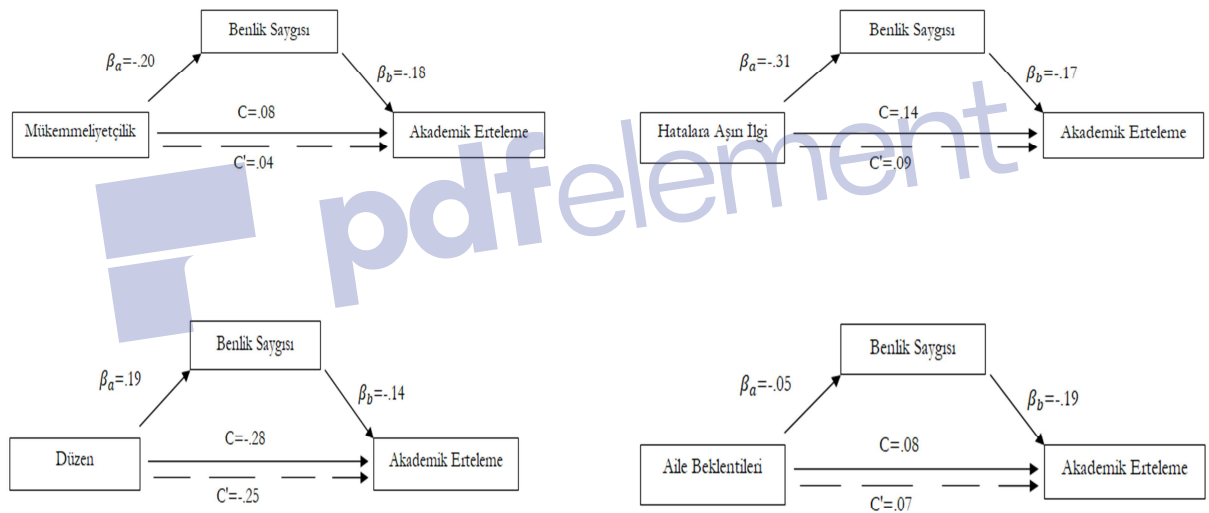 Benlik Saygısı
βa=-.20
βb=-.18
C=.08
Mükemmeliyetçilik
Akademik Erteleme
C'=.04
Benlik Saygısı
βa=-.31
βb=-.17
C=.14
Hatalara Aşırı İlgi
Akademik Erteleme
C'=.09
pdfelement
Benlik Saygısı
βa=.19
βb=-.14
C=-.28
Düzen
Akademik Erteleme
C'=-.25
Benlik Saygısı
βa=-.05
βb=-.19
C=.08
Aile Beklentileri
Akademik Erteleme
C'=.07